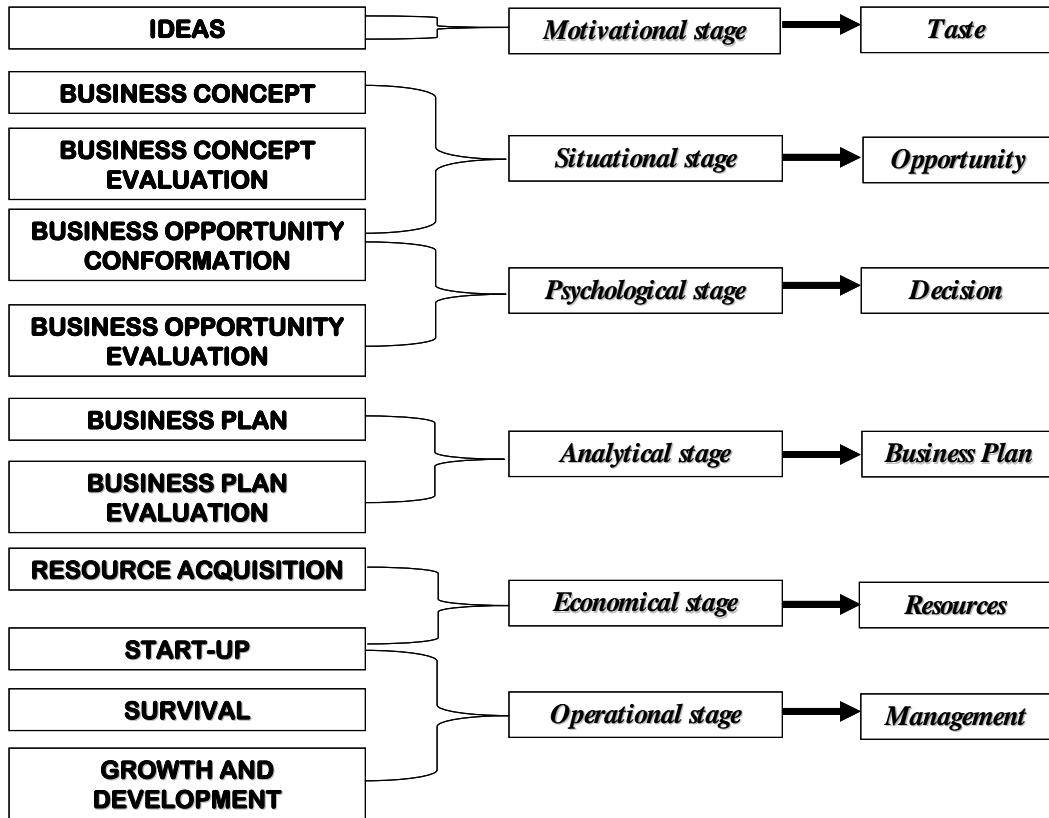 IDEAS
Motivational stage
Taste
BUSINESS CONCEPT
BUSINESS CONCEPT
EVALUATION
Situational stage
Opportunity
BUSINESS OPPORTUNITY
CONFORMATION
Psychological stage
Decision
BUSINESS OPPORTUNITY
EVALUATION
BUSINESS PLAN
Analytical stage
Business Plan
BUSINESS PLAN
EVALUATION
RESOURCE ACQUISITION
Economical stage
Resources
START-UP
SURVIVAL
Operational stage
Management
GROWTH AND
DEVELOPMENT